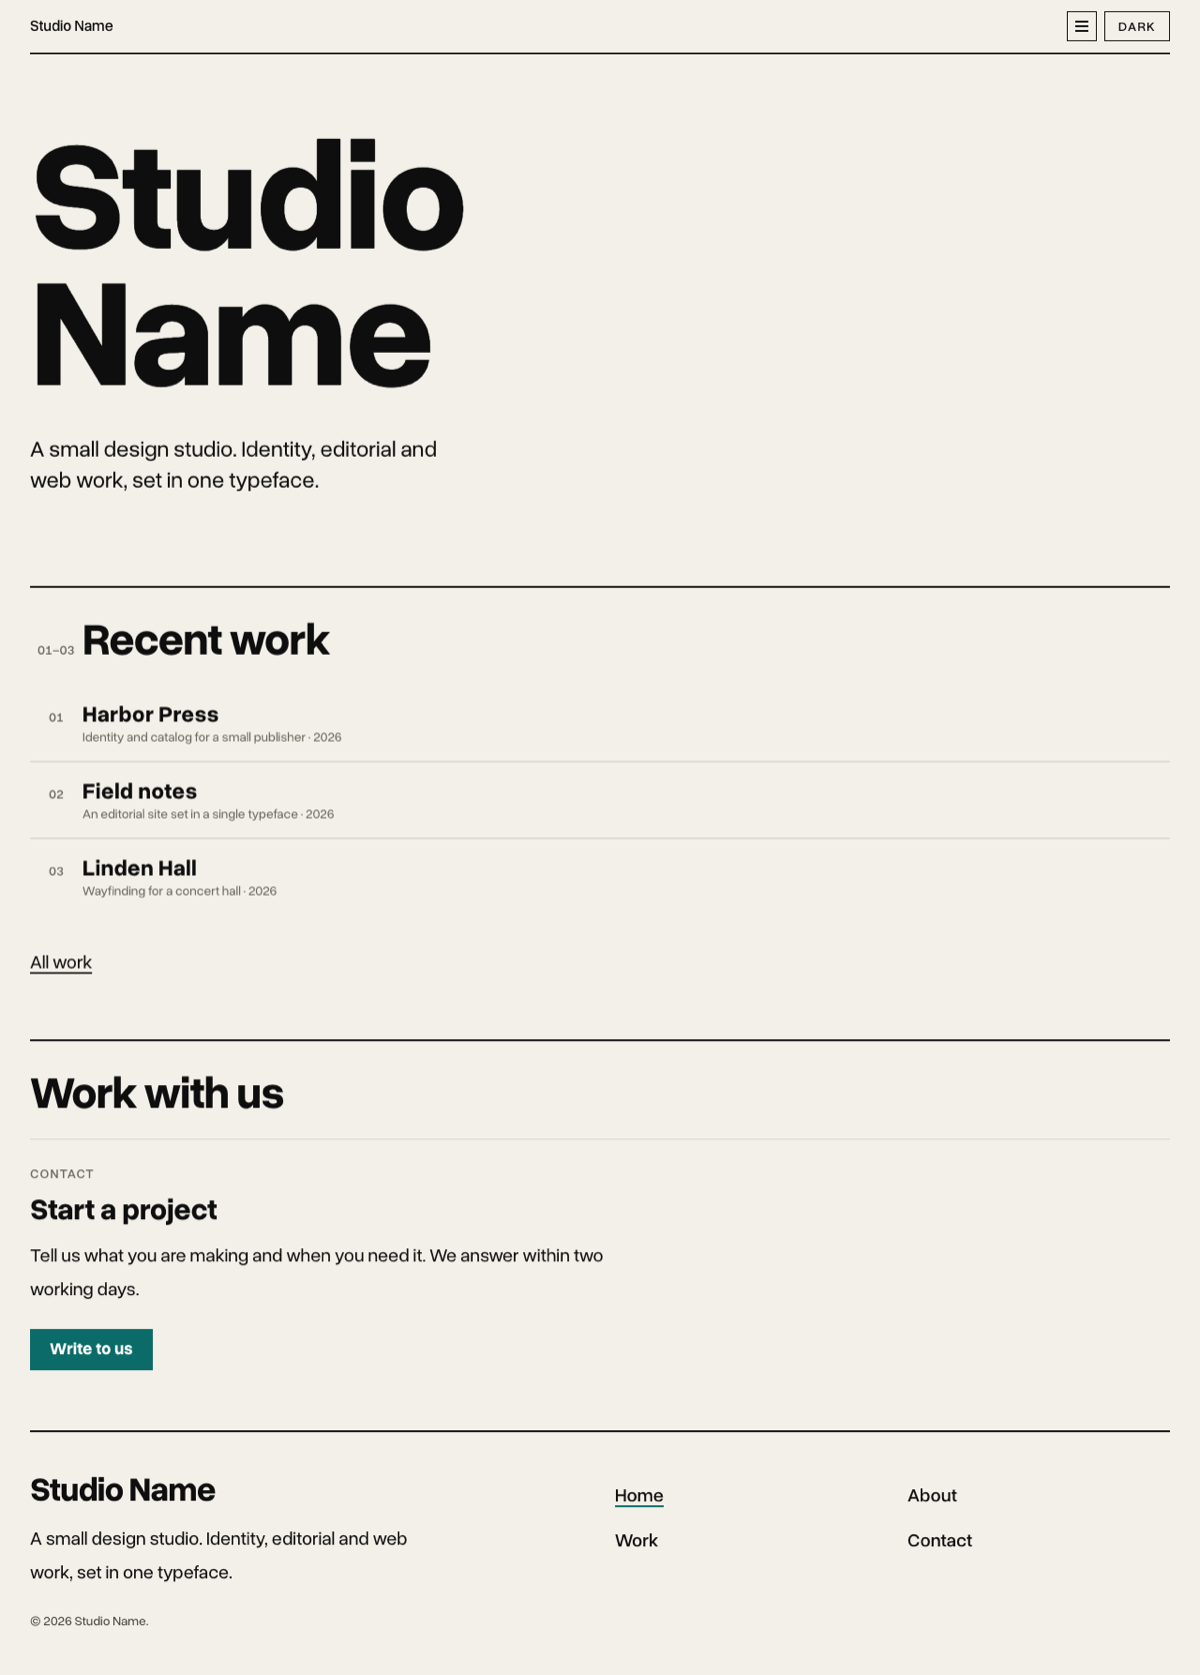 Studio Name
DARK
Studio
Name
A small design studio. Identity, editorial and
web work, set in one typeface.
01–03 Recent work
01 Harbor Press
Identity and catalog for a small publisher · 2026
02 Field notes
An editorial site set in a single typeface · 2026
03 Linden Hall
Wayfinding for a concert hall · 2026
All work
Work with us
CONTACT
Start a project
Tell us what you are making and when you need it. We answer within two
working days.
Write to us
Studio Name
A small design studio. Identity, editorial and web
work, set in one typeface.
© 2026 Studio Name.
Home
Work
About
Contact